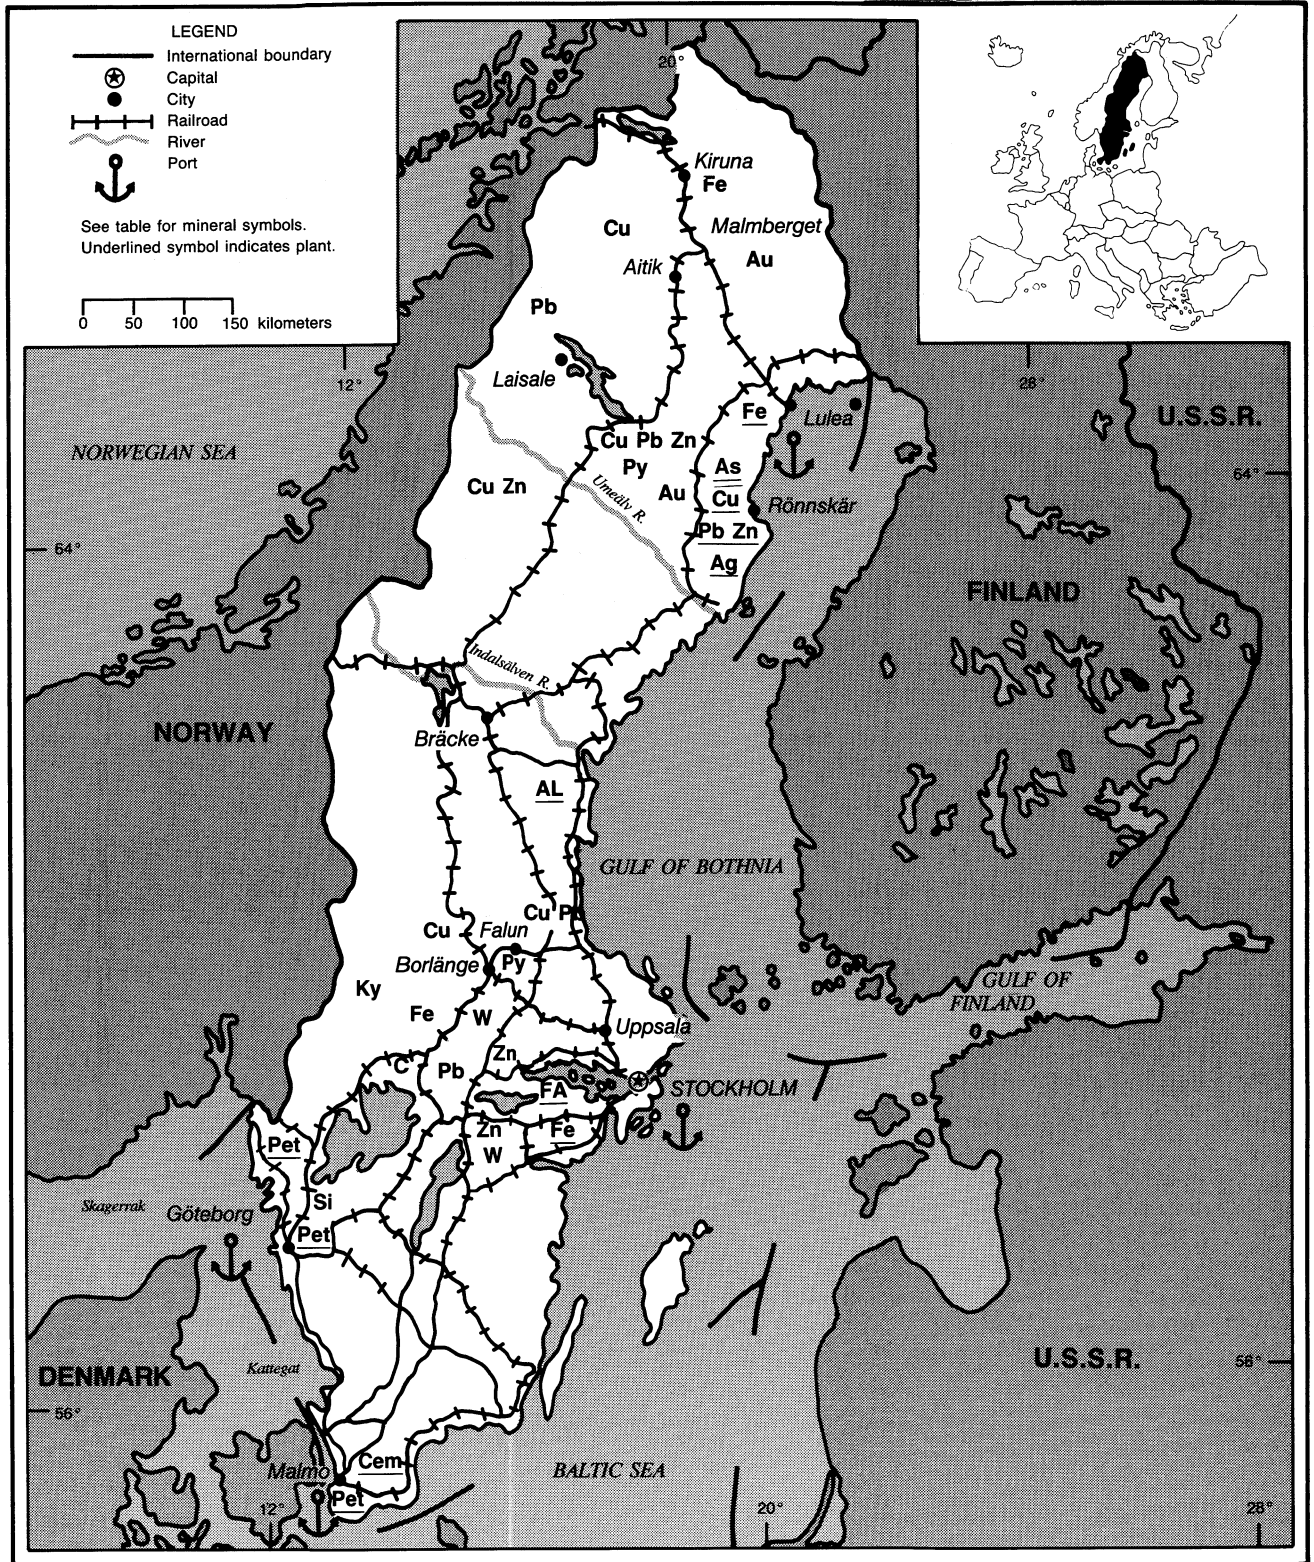 LEGEND
International boundary
Capital
City
Railroad
River
Port
See table for mineral symbols.
Underlined symbol indicates plant.
0 50 100 150 kilometers
20°
Kiruna
Fe
Cu
Malmberget
Au
Aitik
Pb
12°
Laisale
28°
Fe
Lulea
U.S.S.R.
NORWEGIAN SEA
Cu Pb Zn
Py
As
64°
Cu Zn
Au
Umeälv R.
Cu
Rönnskär
Pb Zn
64°
Ag
FINLAND
Indalsälven R.
NORWAY
Bräcke
AL
GULF OF BOTHNIA
Cu
Cu
Falun
Borlänge
Py
Ky
GULF OF
FINLAND
Fe
W
Uppsala
Zn
C
Pb
FA
STOCKHOLM
Zn
Fe
Pet
W
Skagerrak
Göteborg
Si
Pet
DENMARK
Kattegat
U.S.S.R.
56°
56°
Cem
Malmo
BALTIC SEA
Pet
12°
20°
28°